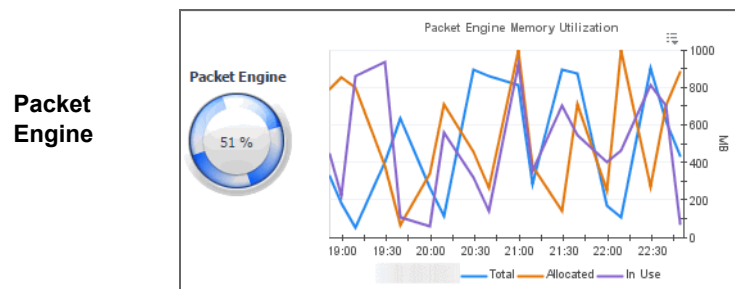 Packet
Engine
Packet Engine Memory Utilization
Packet Engine
51 %
1000
800
600
400
200
0
MB
19:00 19:30 20:00 20:30 21:00 21:30 22:00 22:30
Total Allocated In Use